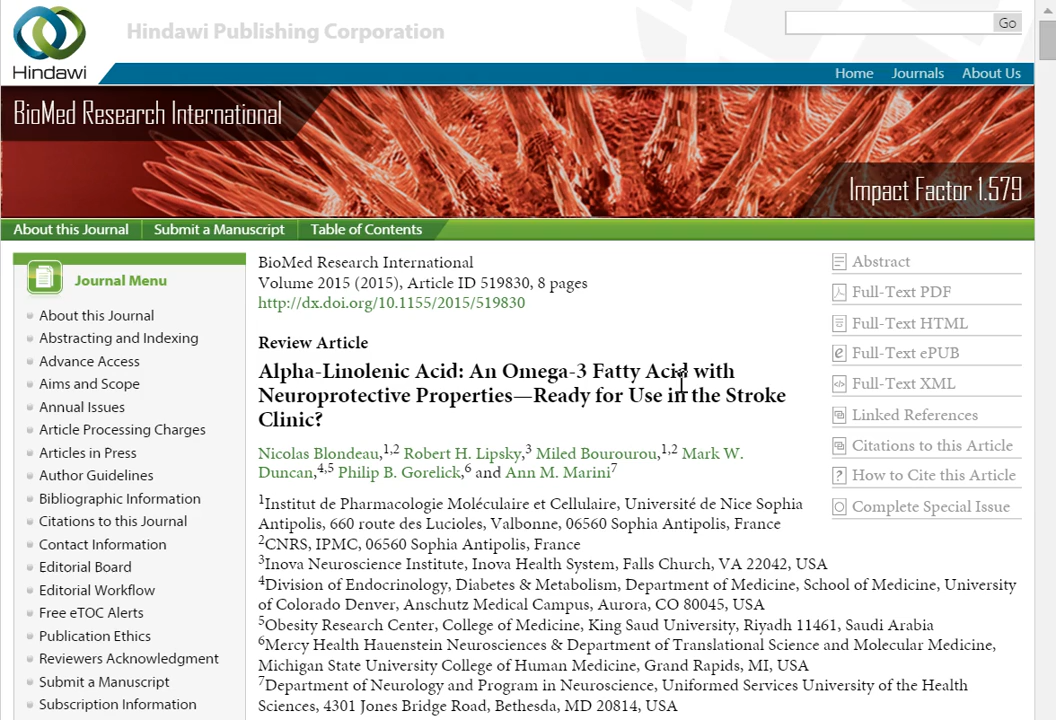 Hindawi Publishing Corporation
Go
Hindawi
Home Journals About Us
BioMed Research International
Impact Factor 1.579
About this Journal Submit a Manuscript Table of Contents
Journal Menu
About this Journal
Abstracting and Indexing
Advance Access
Aims and Scope
Annual Issues
Article Processing Charges
Articles in Press
Author Guidelines
Bibliographic Information
Citations to this Journal
Contact Information
Editorial Board
Editorial Workflow
Free eTOC Alerts
Publication Ethics
Reviewers Acknowledgment
Submit a Manuscript
Subscription Information
BioMed Research International
Volume 2015 (2015), Article ID 519830, 8 pages
http://dx.doi.org/10.1155/2015/519830
Review Article
Alpha-Linolenic Acid: An Omega-3 Fatty Acid with
Neuroprotective Properties—Ready for Use in the Stroke
Clinic?
Nicolas Blondeau,1,2 Robert H. Lipsky,3 Miled Bourourou,1,2 Mark W.
Duncan,4,5 Philip B. Gorelick,6 and Ann M. Marini7
1Institut de Pharmacologie Moléculaire et Cellulaire, Université de Nice Sophia
Antipolis, 660 route des Lucioles, Valbonne, 06560 Sophia Antipolis, France
2CNRS, IPMC, 06560 Sophia Antipolis, France
3Inova Neuroscience Institute, Inova Health System, Falls Church, VA 22042, USA
4Division of Endocrinology, Diabetes & Metabolism, Department of Medicine, School of Medicine, University
of Colorado Denver, Anschutz Medical Campus, Aurora, CO 80045, USA
5Obesity Research Center, College of Medicine, King Saud University, Riyadh 11461, Saudi Arabia
6Mercy Health Hauenstein Neurosciences & Department of Translational Science and Molecular Medicine,
Michigan State University College of Human Medicine, Grand Rapids, MI, USA
7Department of Neurology and Program in Neuroscience, Uniformed Services University of the Health
Sciences, 4301 Jones Bridge Road, Bethesda, MD 20814, USA
Abstract
Full-Text PDF
Full-Text HTML
Full-Text ePUB
Full-Text XML
Linked References
Citations to this Article
How to Cite this Article
Complete Special Issue